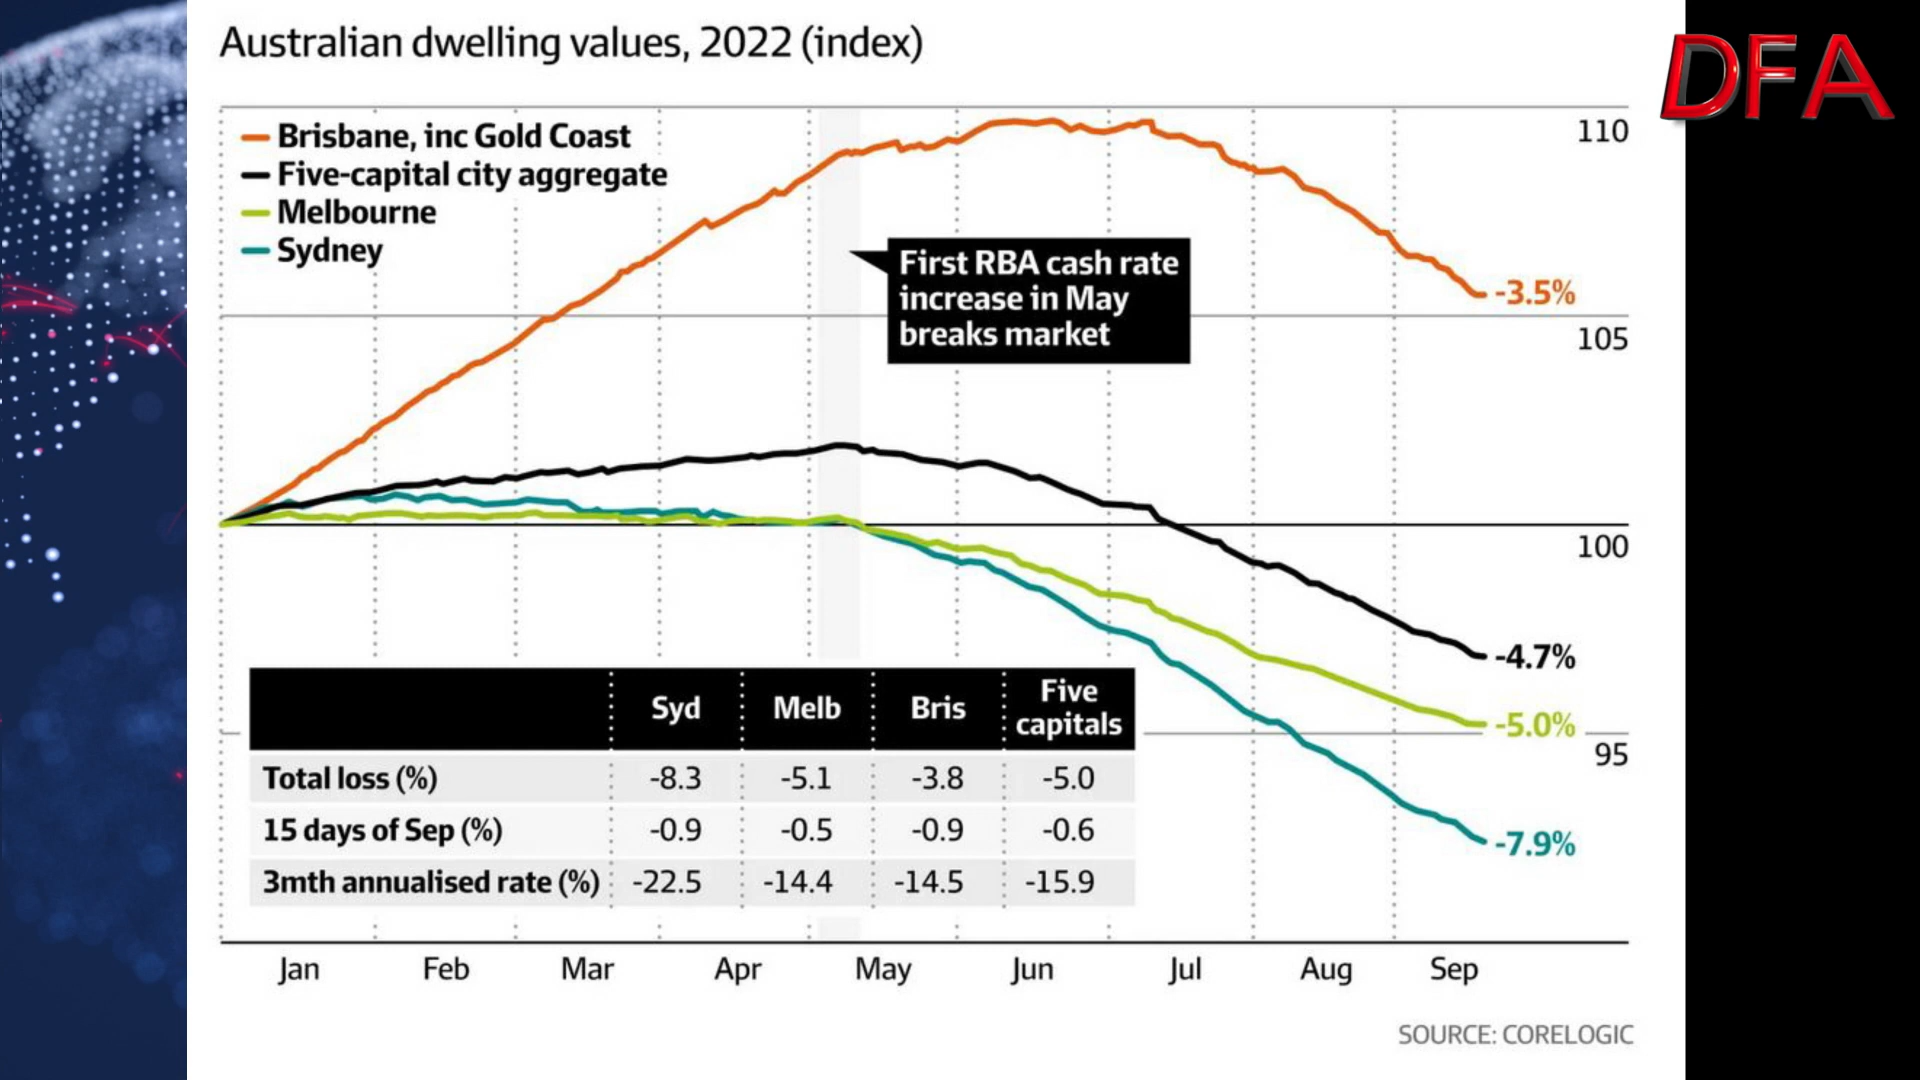 Australian dwelling values, 2022 (index)
DFA
Brisbane, inc Gold Coast
Five-capital city aggregate
Melbourne
Sydney
110
105
100
95
First RBA cash rate
increase in May
breaks market
-3.5%
-4.7%
-5.0%
-7.9%
Syd Melb Bris Five capitals
Total loss (%) -8.3 -5.1 -3.8 -5.0
15 days of Sep (%) -0.9 -0.5 -0.9 -0.6
3mth annualised rate (%) -22.5 -14.4 -14.5 -15.9
Jan Feb Mar Apr May Jun Jul Aug Sep
SOURCE: CORELOGIC